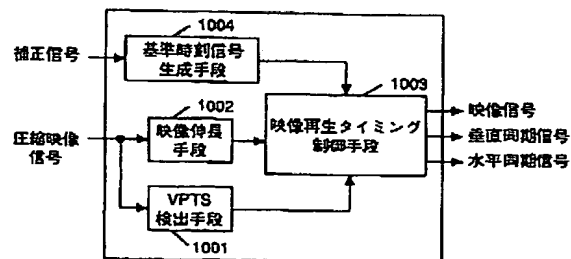 1004
補正信号
基準時刻信号
生成手段
1003
1002
圧縮映像
信号
映像伸長
手段
映像再生タイミング
制御手段
映像信号
垂直同期信号
水平同期信号
VPTS
検出手段
1001